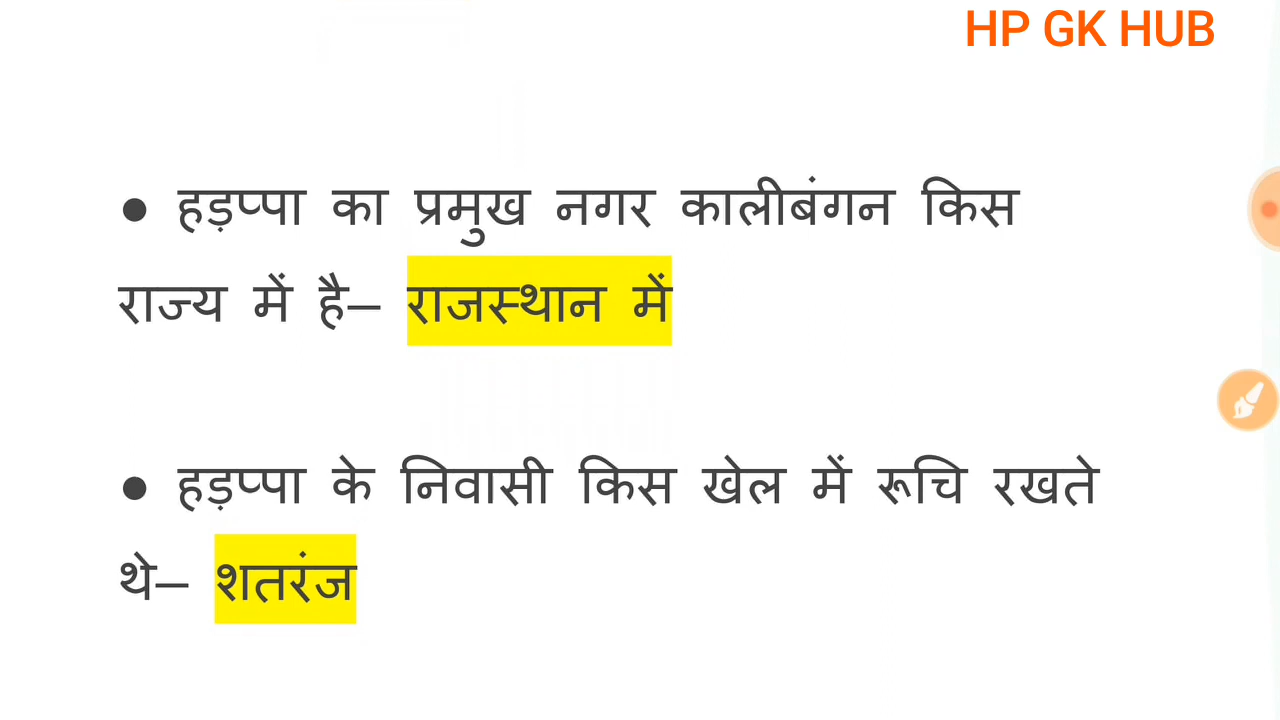 HP GK HUB
● हड़प्पा का प्रमुख नगर कालीबंगन किस
राज्य में है– राजस्थान में
● हड़प्पा के निवासी किस खेल में रूचि रखते
थे– शतरंज